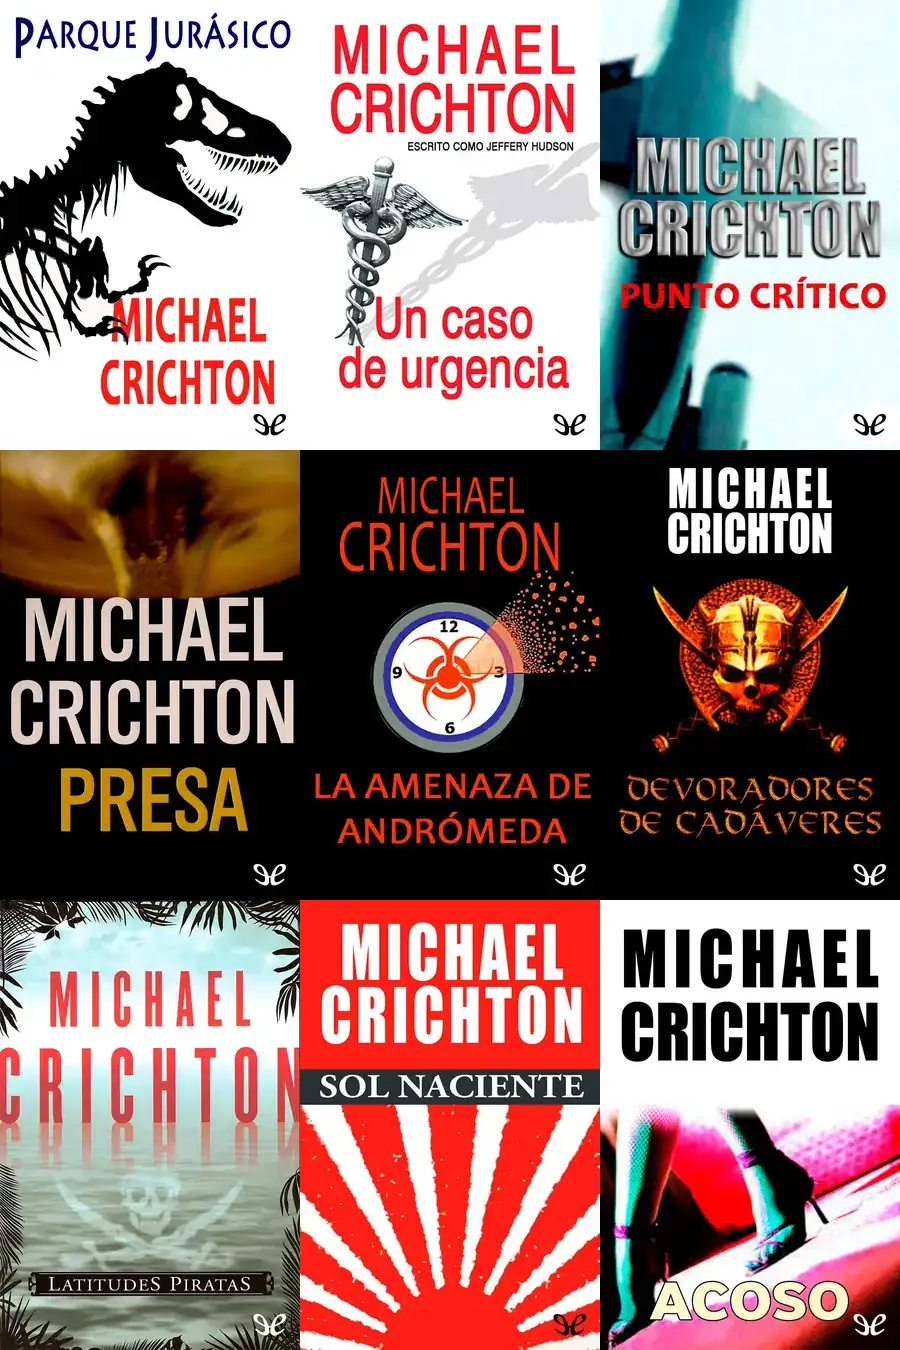 PARQUE JURÁSICO
MICHAEL
CRICHTON
MICHAEL
CRICHTON
ESCRITO COMO JEFFERY HUDSON
Un caso
de urgencia
MICHAEL
CRICHTON
PUNTO CRÍTICO
MICHAEL
CRICHTON
PRESA
MICHAEL
CRICHTON
12
9
3
6
LA AMENAZA DE
ANDRÓMEDA
MICHAEL
CRICHTON
DEVORADORES
DE CADÁVERES
MICHAEL
CRICHTON
LATITUDES PIRATAS
MICHAEL
CRICHTON
SOL NACIENTE
MICHAEL
CRICHTON
ACOSO